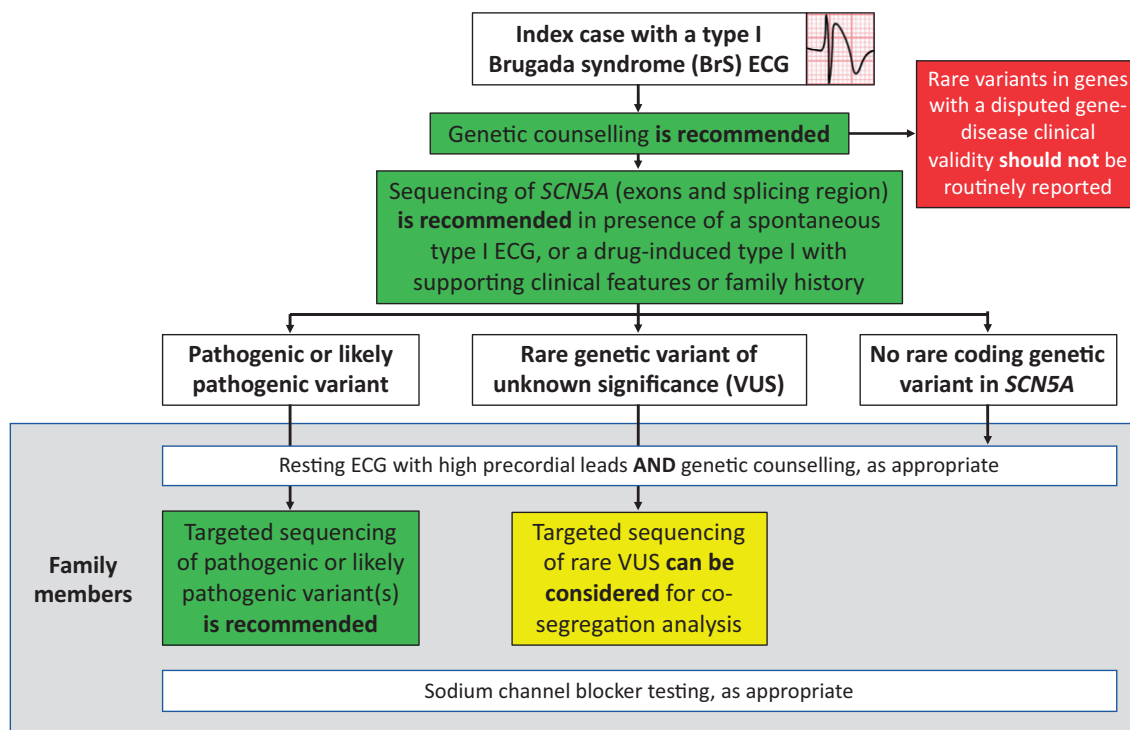 Index case with a type I
Brugada syndrome (BrS) ECG
Rare variants in genes
with a disputed gene-
disease clinical
validity should not be
routinely reported
Genetic counselling is recommended
Sequencing of SCN5A (exons and splicing region)
is recommended in presence of a spontaneous
type I ECG, or a drug-induced type I with
supporting clinical features or family history
Pathogenic or likely
pathogenic variant
Rare genetic variant of
unknown significance (VUS)
No rare coding genetic
variant in SCN5A
Resting ECG with high precordial leads AND genetic counselling, as appropriate
Family
members
Targeted sequencing
of pathogenic or likely
pathogenic variant(s)
is recommended
Targeted sequencing
of rare VUS can be
considered for co-
segregation analysis
Sodium channel blocker testing, as appropriate